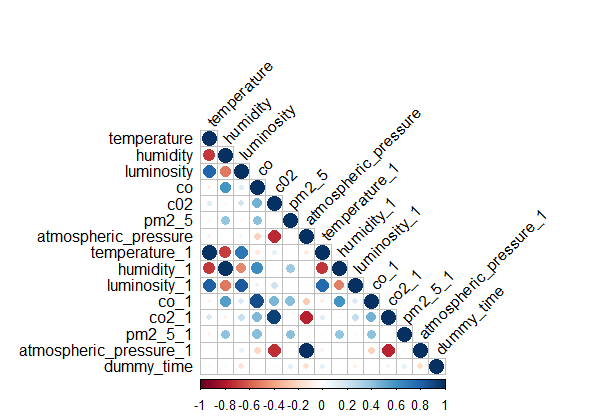 temperature
humidity
luminosity
co
c02
pm2_5
atmospheric_pressure
temperature_1
humidity_1
luminosity_1
co_1
co2_1
pm2_5_1
atmospheric_pressure_1
dummy_time
temperature
humidity
luminosity
co
c02
pm2_5
atmospheric_pressure
temperature_1
humidity_1
luminosity_1
co_1
co2_1
pm2_5_1
atmospheric_pressure_1
dummy_time
-1 -0.8 -0.6 -0.4 -0.2 0 0.2 0.4 0.6 0.8 1